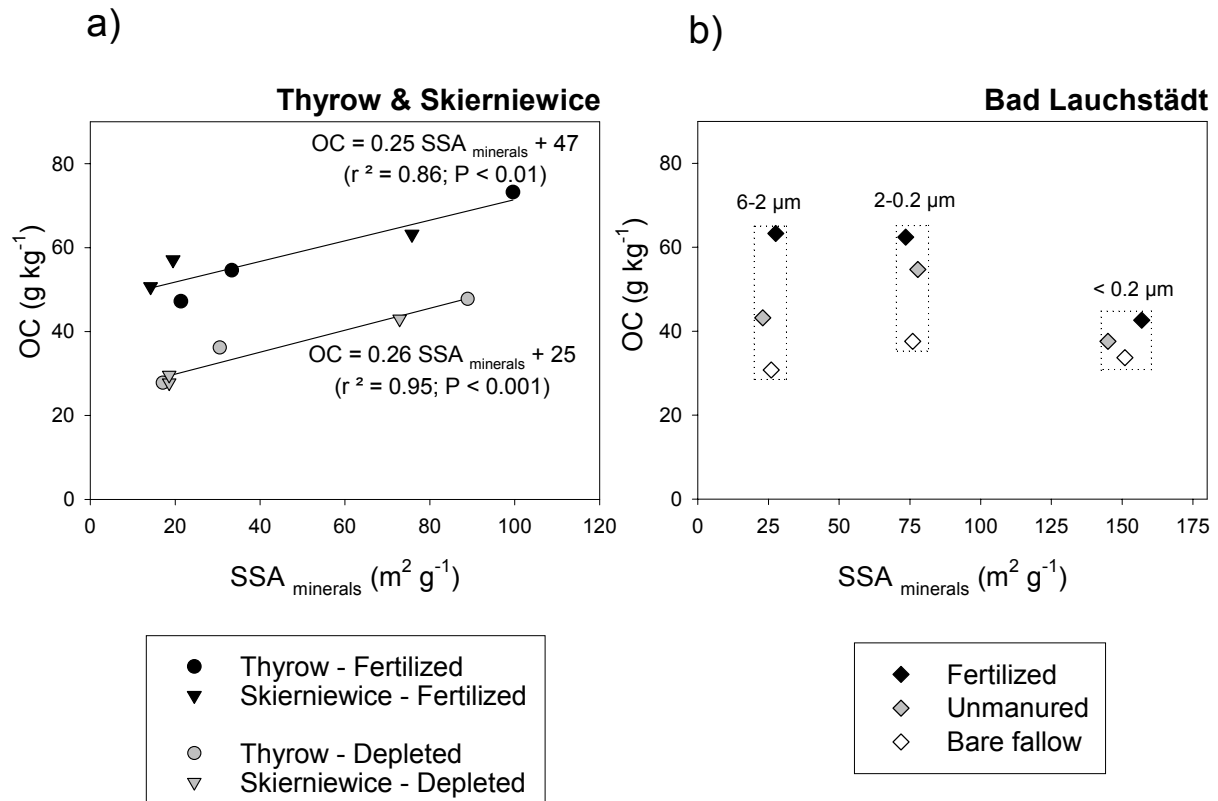 a)
Thyrow & Skierniewice
OC = 0.25 SSA minerals + 47
(r ² = 0.86; P < 0.01)
OC = 0.26 SSA minerals + 25
(r ² = 0.95; P < 0.001)
80
60
40
20
0
OC (g kg⁻¹)
0 20 40 60 80 100 120
SSA minerals (m² g⁻¹)
Thyrow - Fertilized
Skierniewice - Fertilized
Thyrow - Depleted
Skierniewice - Depleted
b)
Bad Lauchstädt
6-2 µm
2-0.2 µm
< 0.2 µm
80
60
40
20
0
OC (g kg⁻¹)
0 25 50 75 100 125 150 175
SSA minerals (m² g⁻¹)
Fertilized
Unmanured
Bare fallow